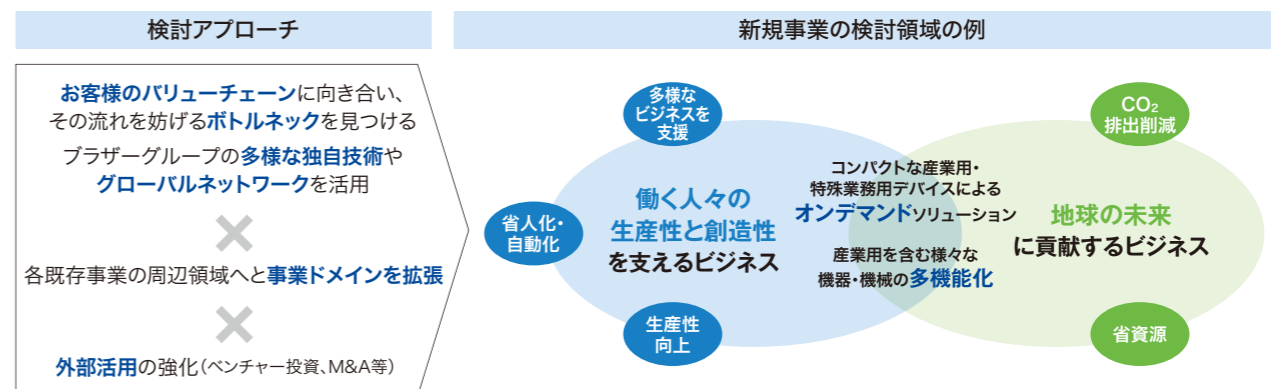 検討アプローチ
お客様のバリューチェーンに向き合い、
その流れを妨げるボトルネックを見つける
ブラザーグループの多様な独自技術や
グローバルネットワークを活用
×
各既存事業の周辺領域へと事業ドメインを拡張
×
外部活用の強化(ベンチャー投資、M&A等)
新規事業の検討領域の例
多様な
ビジネスを
支援
省人化・
自動化
生産性
向上
働く人々の
生産性と創造性
を支えるビジネス
コンパクトな産業用・
特殊業務用デバイスによる
オンデマンドソリューション
産業用を含む様々な
機器・機械の多機能化
地球の未来
に貢献するビジネス
CO₂
排出削減
省資源